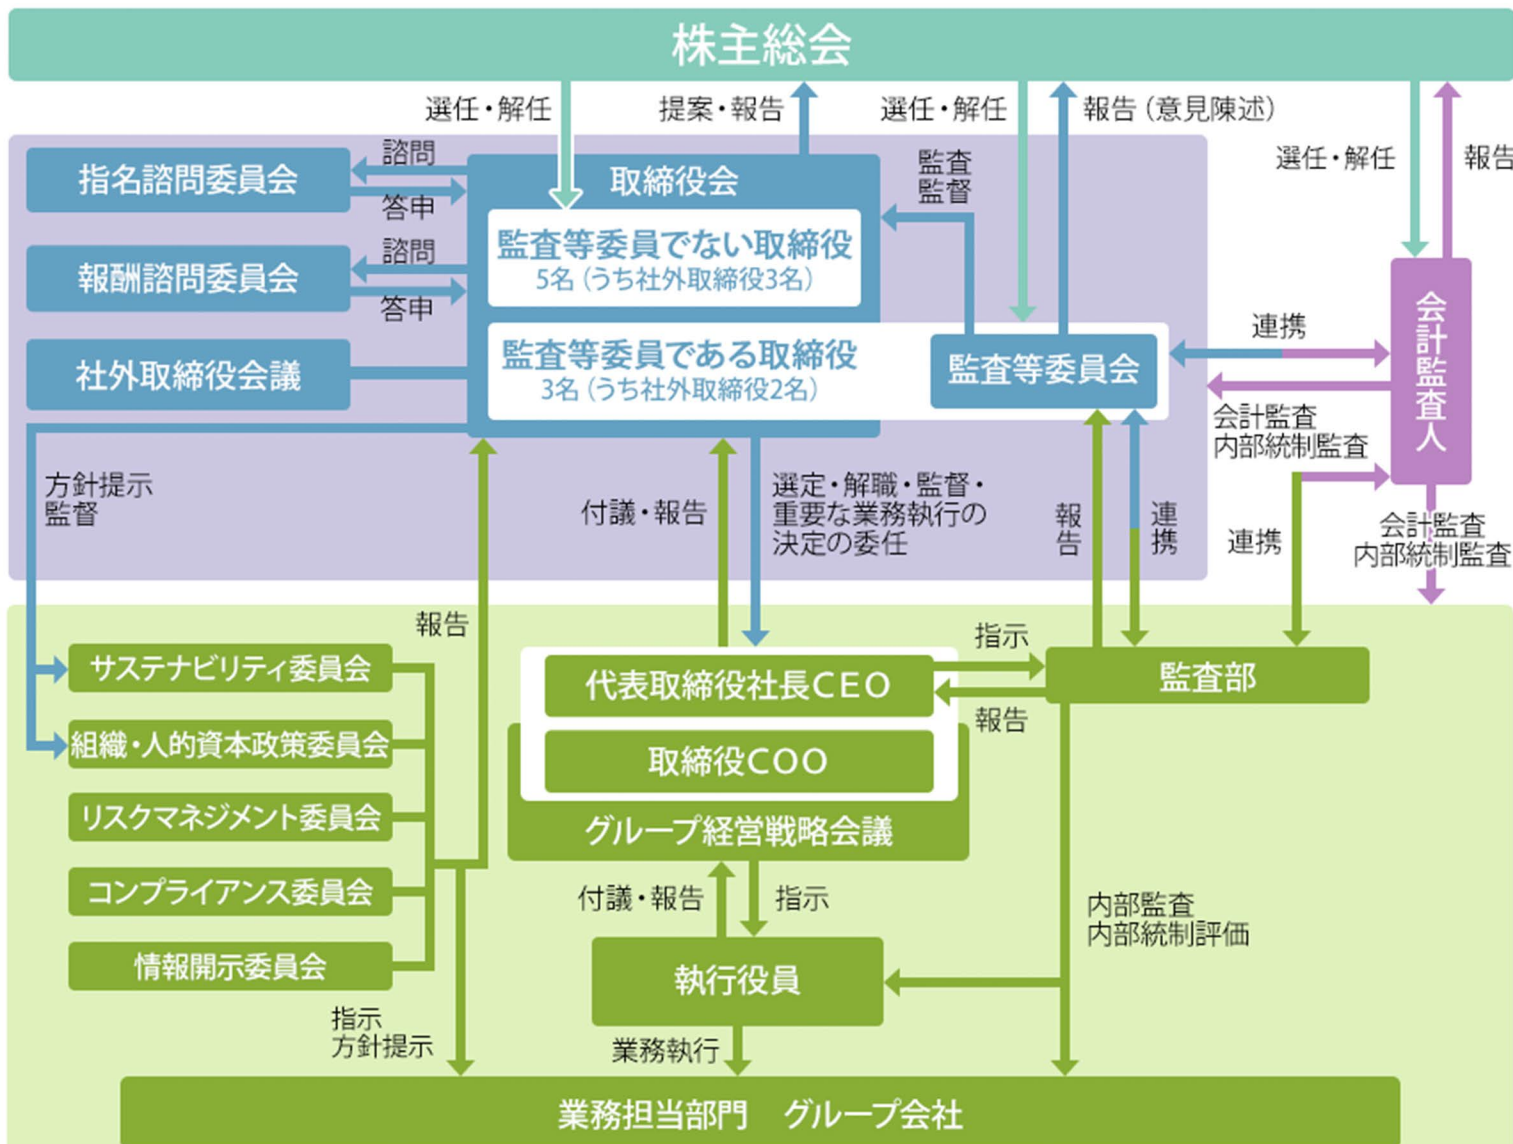 株主総会
選任・解任
提案・報告
選任・解任
報告（意見陳述）
選任・解任
報告
指名諮問委員会
諮問
答申
取締役会
監査
監督
監査等委員でない取締役
5名（うち社外取締役3名）
報酬諮問委員会
諮問
答申
社外取締役会議
監査等委員である取締役
3名（うち社外取締役2名）
監査等委員会
連携
会計監査人
会計監査
内部統制監査
方針提示
監督
付議・報告
選定・解職・監督・
重要な業務執行の
決定の委任
報告
連携
連携
会計監査
内部統制監査
報告
サステナビリティ委員会
組織・人的資本政策委員会
リスクマネジメント委員会
コンプライアンス委員会
情報開示委員会
代表取締役社長CEO
取締役COO
グループ経営戦略会議
指示
報告
監査部
付議・報告
指示
内部監査
内部統制評価
執行役員
指示
方針提示
業務執行
業務担当部門　グループ会社